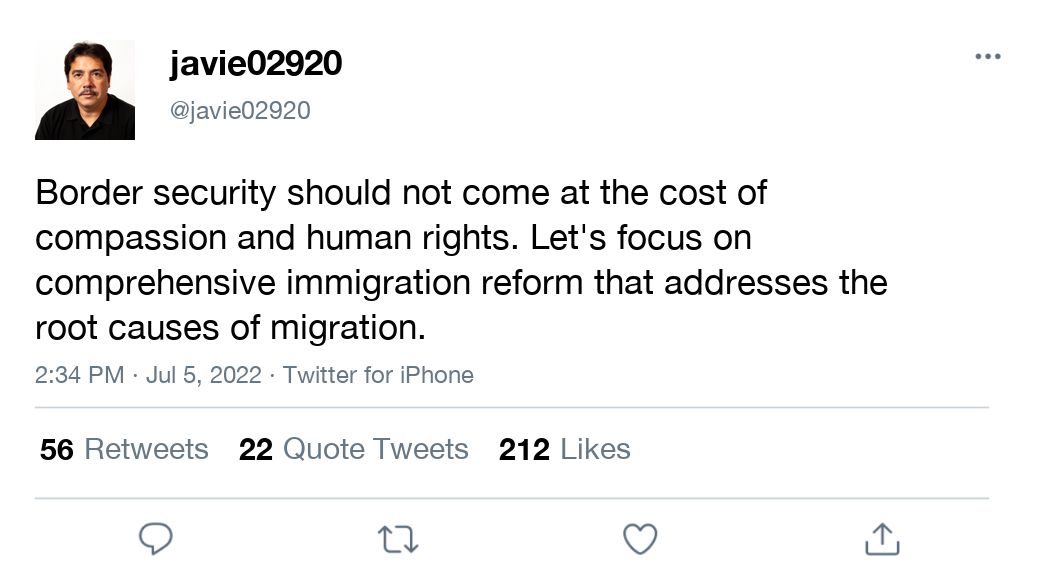 javie02920
@javie02920
Border security should not come at the cost of
compassion and human rights. Let's focus on
comprehensive immigration reform that addresses the
root causes of migration.
2:34 PM · Jul 5, 2022 · Twitter for iPhone
56 Retweets 22 Quote Tweets 212 Likes